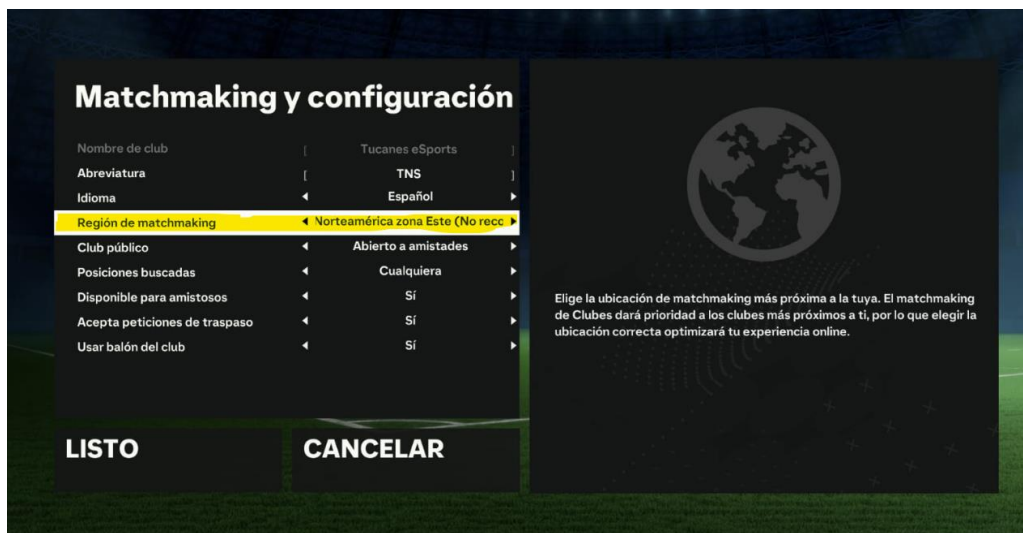 Matchmaking y configuración
Nombre de club [ Tucanes eSports ]
Abreviatura [ TNS ]
Idioma Español
Región de matchmaking Norteamérica zona Este (No recc
Club público Abierto a amistades
Posiciones buscadas Cualquiera
Disponible para amistosos Sí
Acepta peticiones de traspaso Sí
Usar balón del club Sí
LISTO
CANCELAR
Elige la ubicación de matchmaking más próxima a la tuya. El matchmaking
de Clubes dará prioridad a los clubes más próximos a ti, por lo que elegir la
ubicación correcta optimizará tu experiencia online.